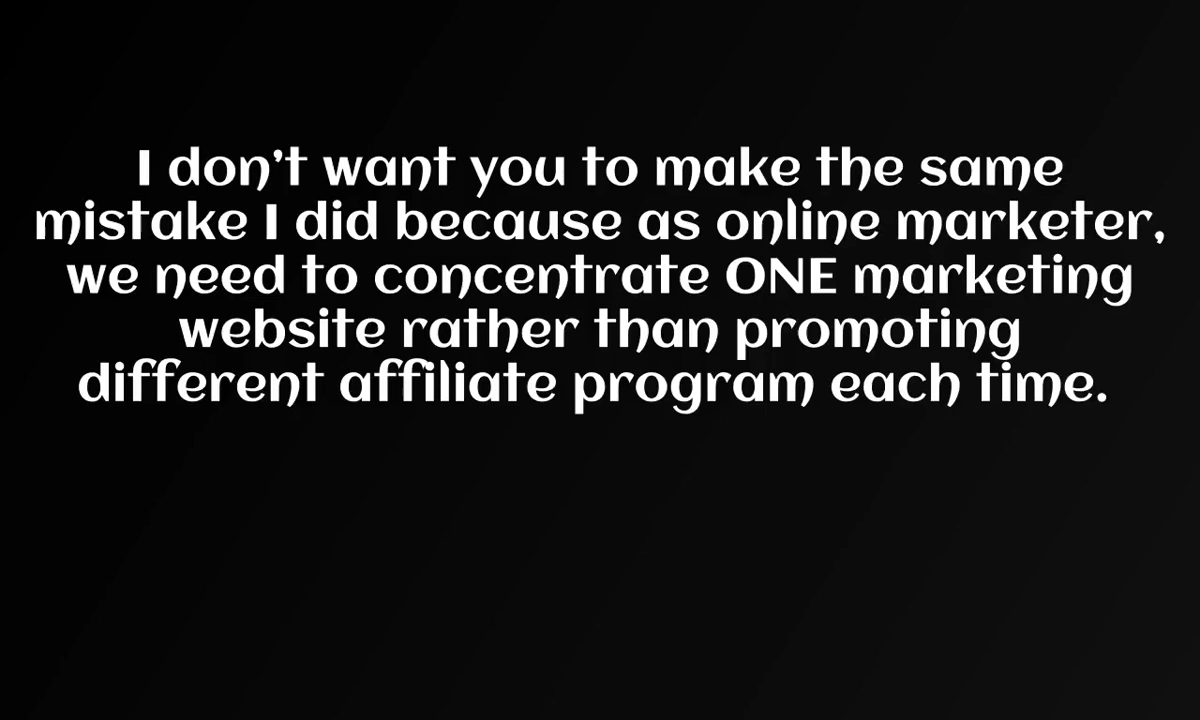 I don't want you to make the same
mistake I did because as online marketer,
we need to concentrate ONE marketing
website rather than promoting
different affiliate program each time.